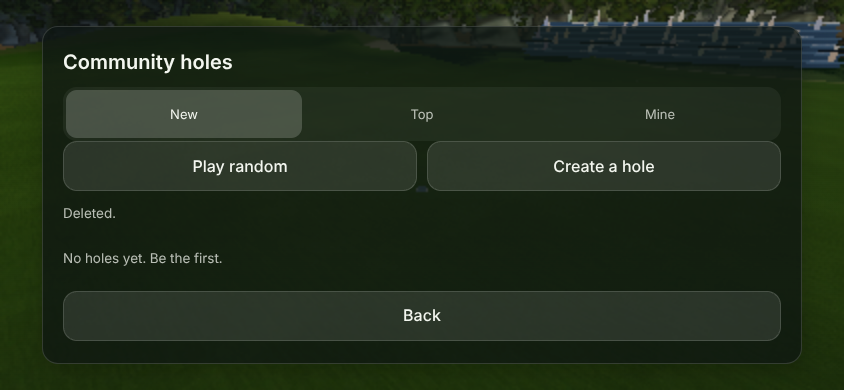 Community holes
New Top Mine
Play random Create a hole
Deleted.
No holes yet. Be the first.
Back